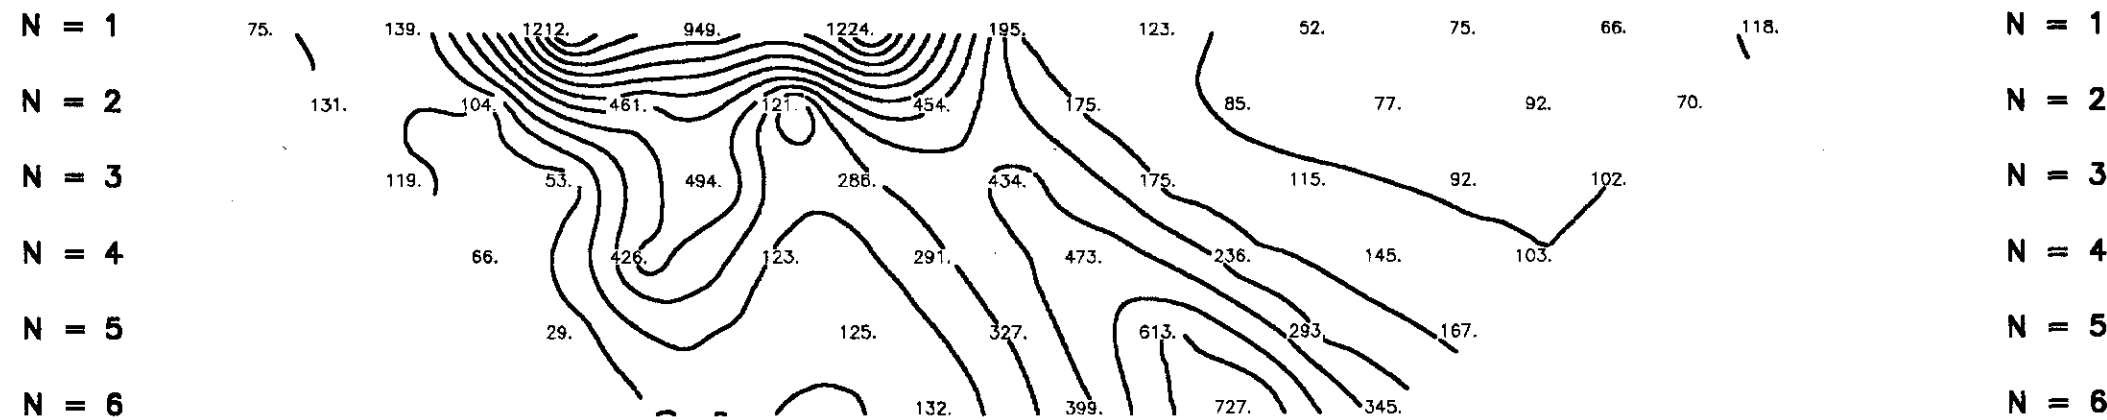 N = 1 75. 139. 1212. 949. 1224. 195. 123. 52. 75. 66. 118. N = 1
N = 2 131. 104. 461. 121. 454. 175. 85. 77. 92. 70. N = 2
N = 3 119. 53. 494. 286. 434. 175. 115. 92. 102. N = 3
N = 4 66. 426. 123. 291. 473. 236. 145. 103. N = 4
N = 5 29. 125. 327. 613. 293. 167. N = 5
N = 6 132. 399. 727. 345. N = 6